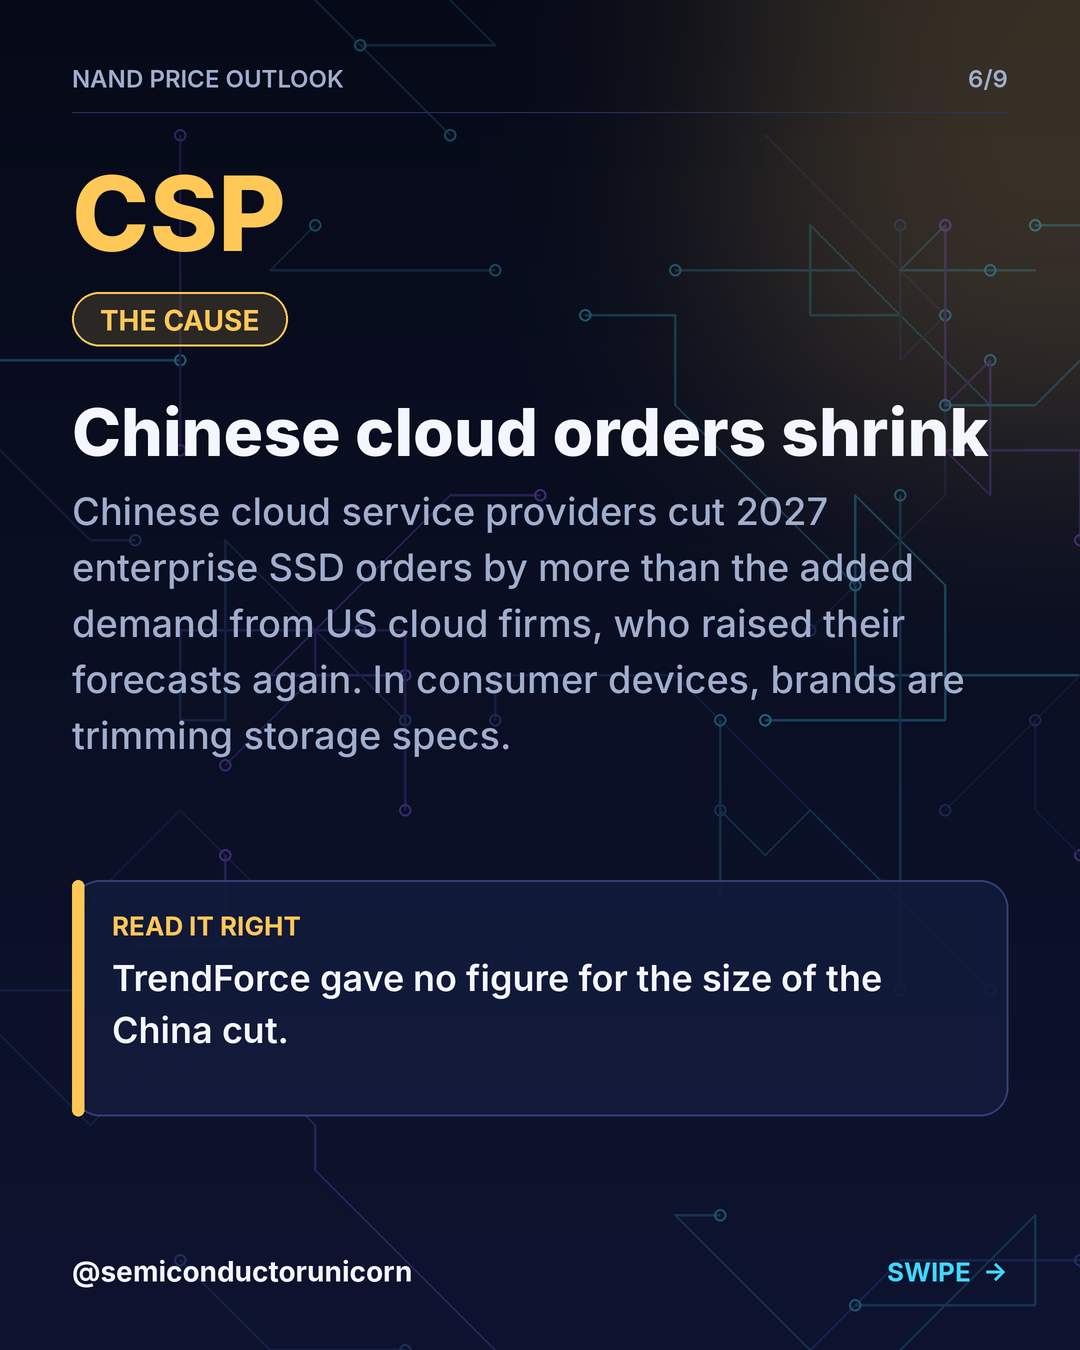 NAND PRICE OUTLOOK
6/9
CSP
THE CAUSE
Chinese cloud orders shrink
Chinese cloud service providers cut 2027
enterprise SSD orders by more than the added
demand from US cloud firms, who raised their
forecasts again. In consumer devices, brands are
trimming storage specs.
READ IT RIGHT
TrendForce gave no figure for the size of the
China cut.
@semiconductorunicorn
SWIPE →